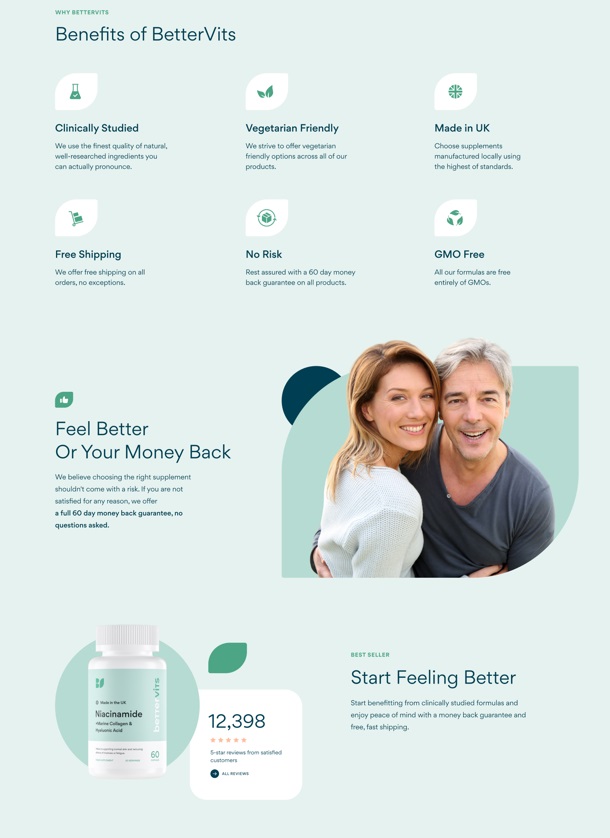 WHY BETTERVITS
Benefits of BetterVits
Clinically Studied
We use the finest quality of natural,
well-researched ingredients you
can actually pronounce.
Vegetarian Friendly
We strive to offer vegetarian
friendly options across all of our
products.
Made in UK
Choose supplements
manufactured locally using
the highest of standards.
Free Shipping
We offer free shipping on all
orders, no exceptions.
No Risk
Rest assured with a 60 day money
back guarantee on all products.
GMO Free
All our formulas are free
entirely of GMOs.
Feel Better
Or Your Money Back
We believe choosing the right supplement
shouldn't come with a risk. If you are not
satisfied for any reason, we offer
a full 60 day money back guarantee, no
questions asked.
Made in the UK
Niacinamide
+Marine Collagen &
Hyaluronic Acid
better.vits
60
12,398
5-star reviews from satisfied
customers
ALL REVIEWS
BEST SELLER
Start Feeling Better
Start benefitting from clinically studied formulas and
enjoy peace of mind with a money back guarantee and
free, fast shipping.